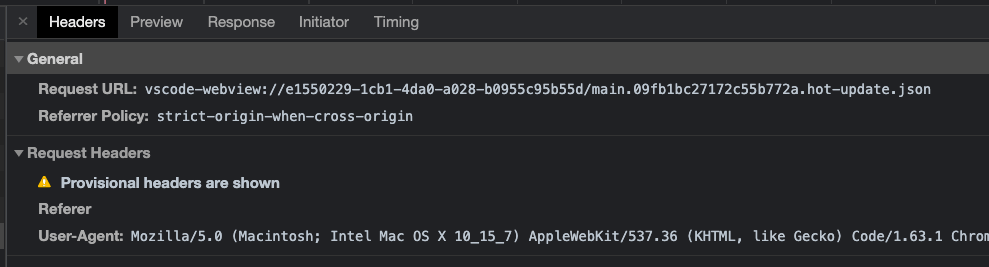 × Headers Preview Response Initiator Timing
▼ General
Request URL: vscode-webview://e1550229-1cb1-4da0-a028-b0955c95b55d/main.09fb1bc27172c55b772a.hot-update.json
Referrer Policy: strict-origin-when-cross-origin
▼ Request Headers
Provisional headers are shown
Referer
User-Agent: Mozilla/5.0 (Macintosh; Intel Mac OS X 10_15_7) AppleWebKit/537.36 (KHTML, like Gecko) Code/1.63.1 Chrom